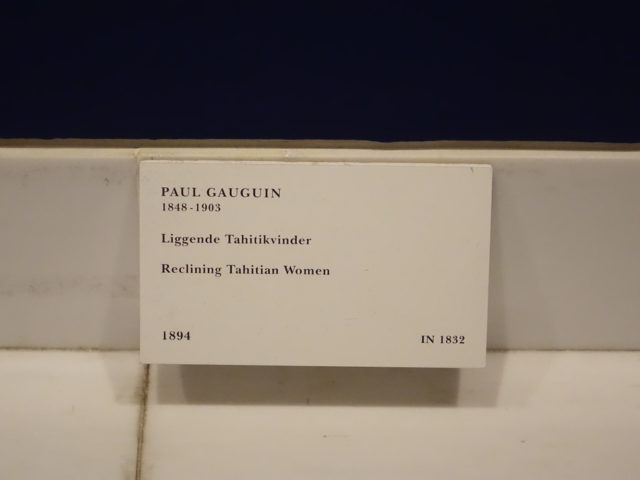 PAUL GAUGUIN
1848-1903
Liggende Tahitikvinder
Reclining Tahitian Women
1894 IN 1832